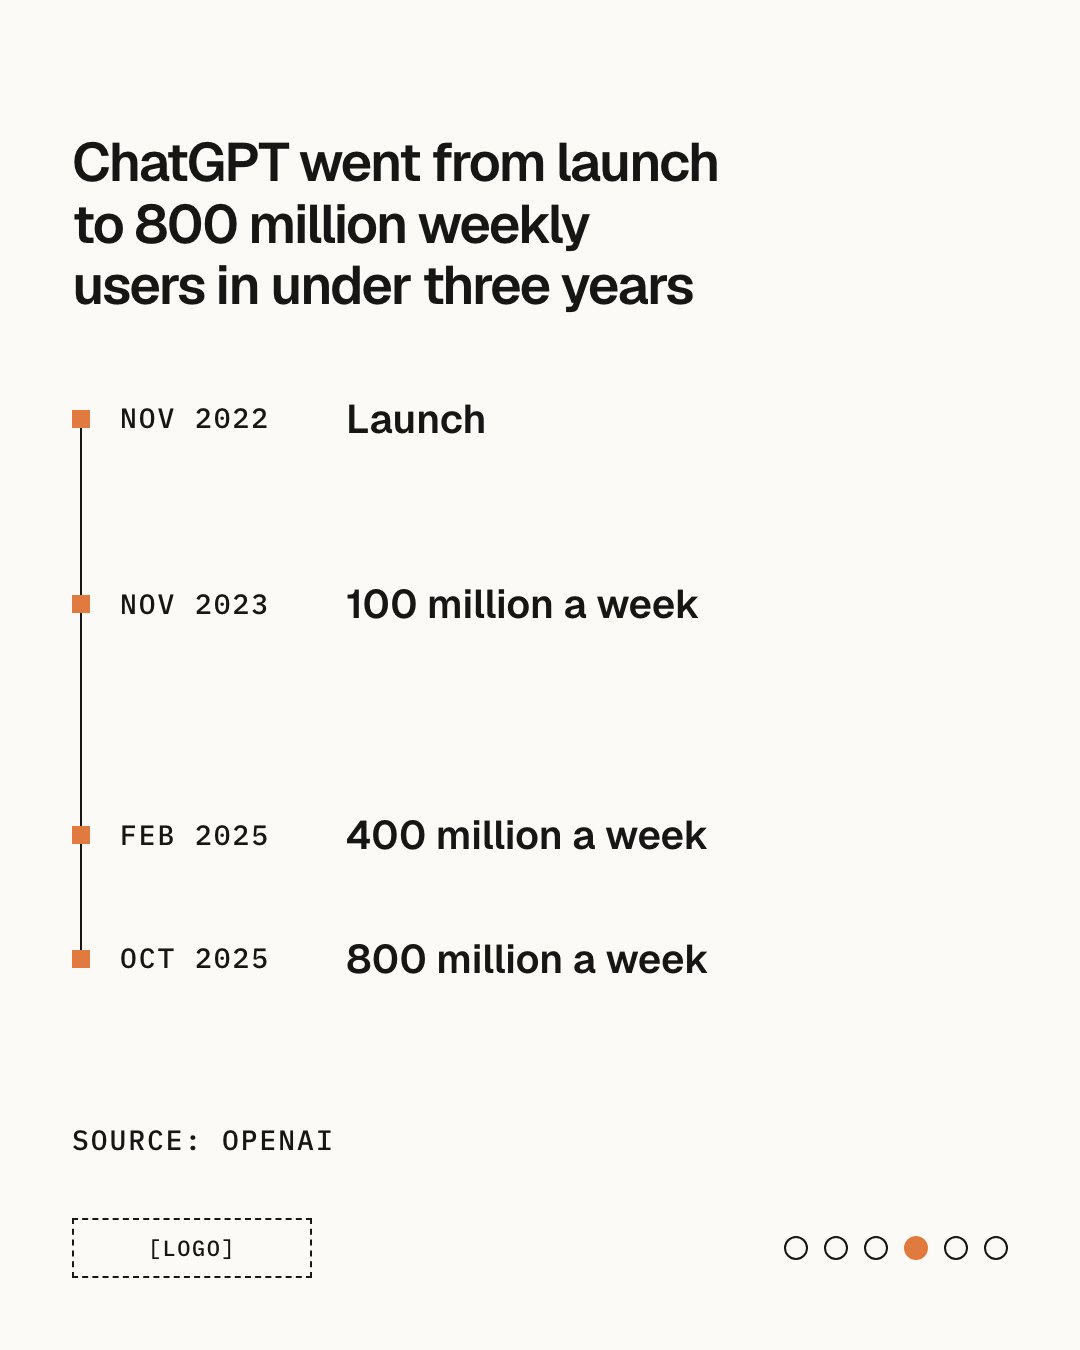 ChatGPT went from launch
to 800 million weekly
users in under three years
NOV 2022 Launch
NOV 2023 100 million a week
FEB 2025 400 million a week
OCT 2025 800 million a week
SOURCE: OPENAI
[LOGO]